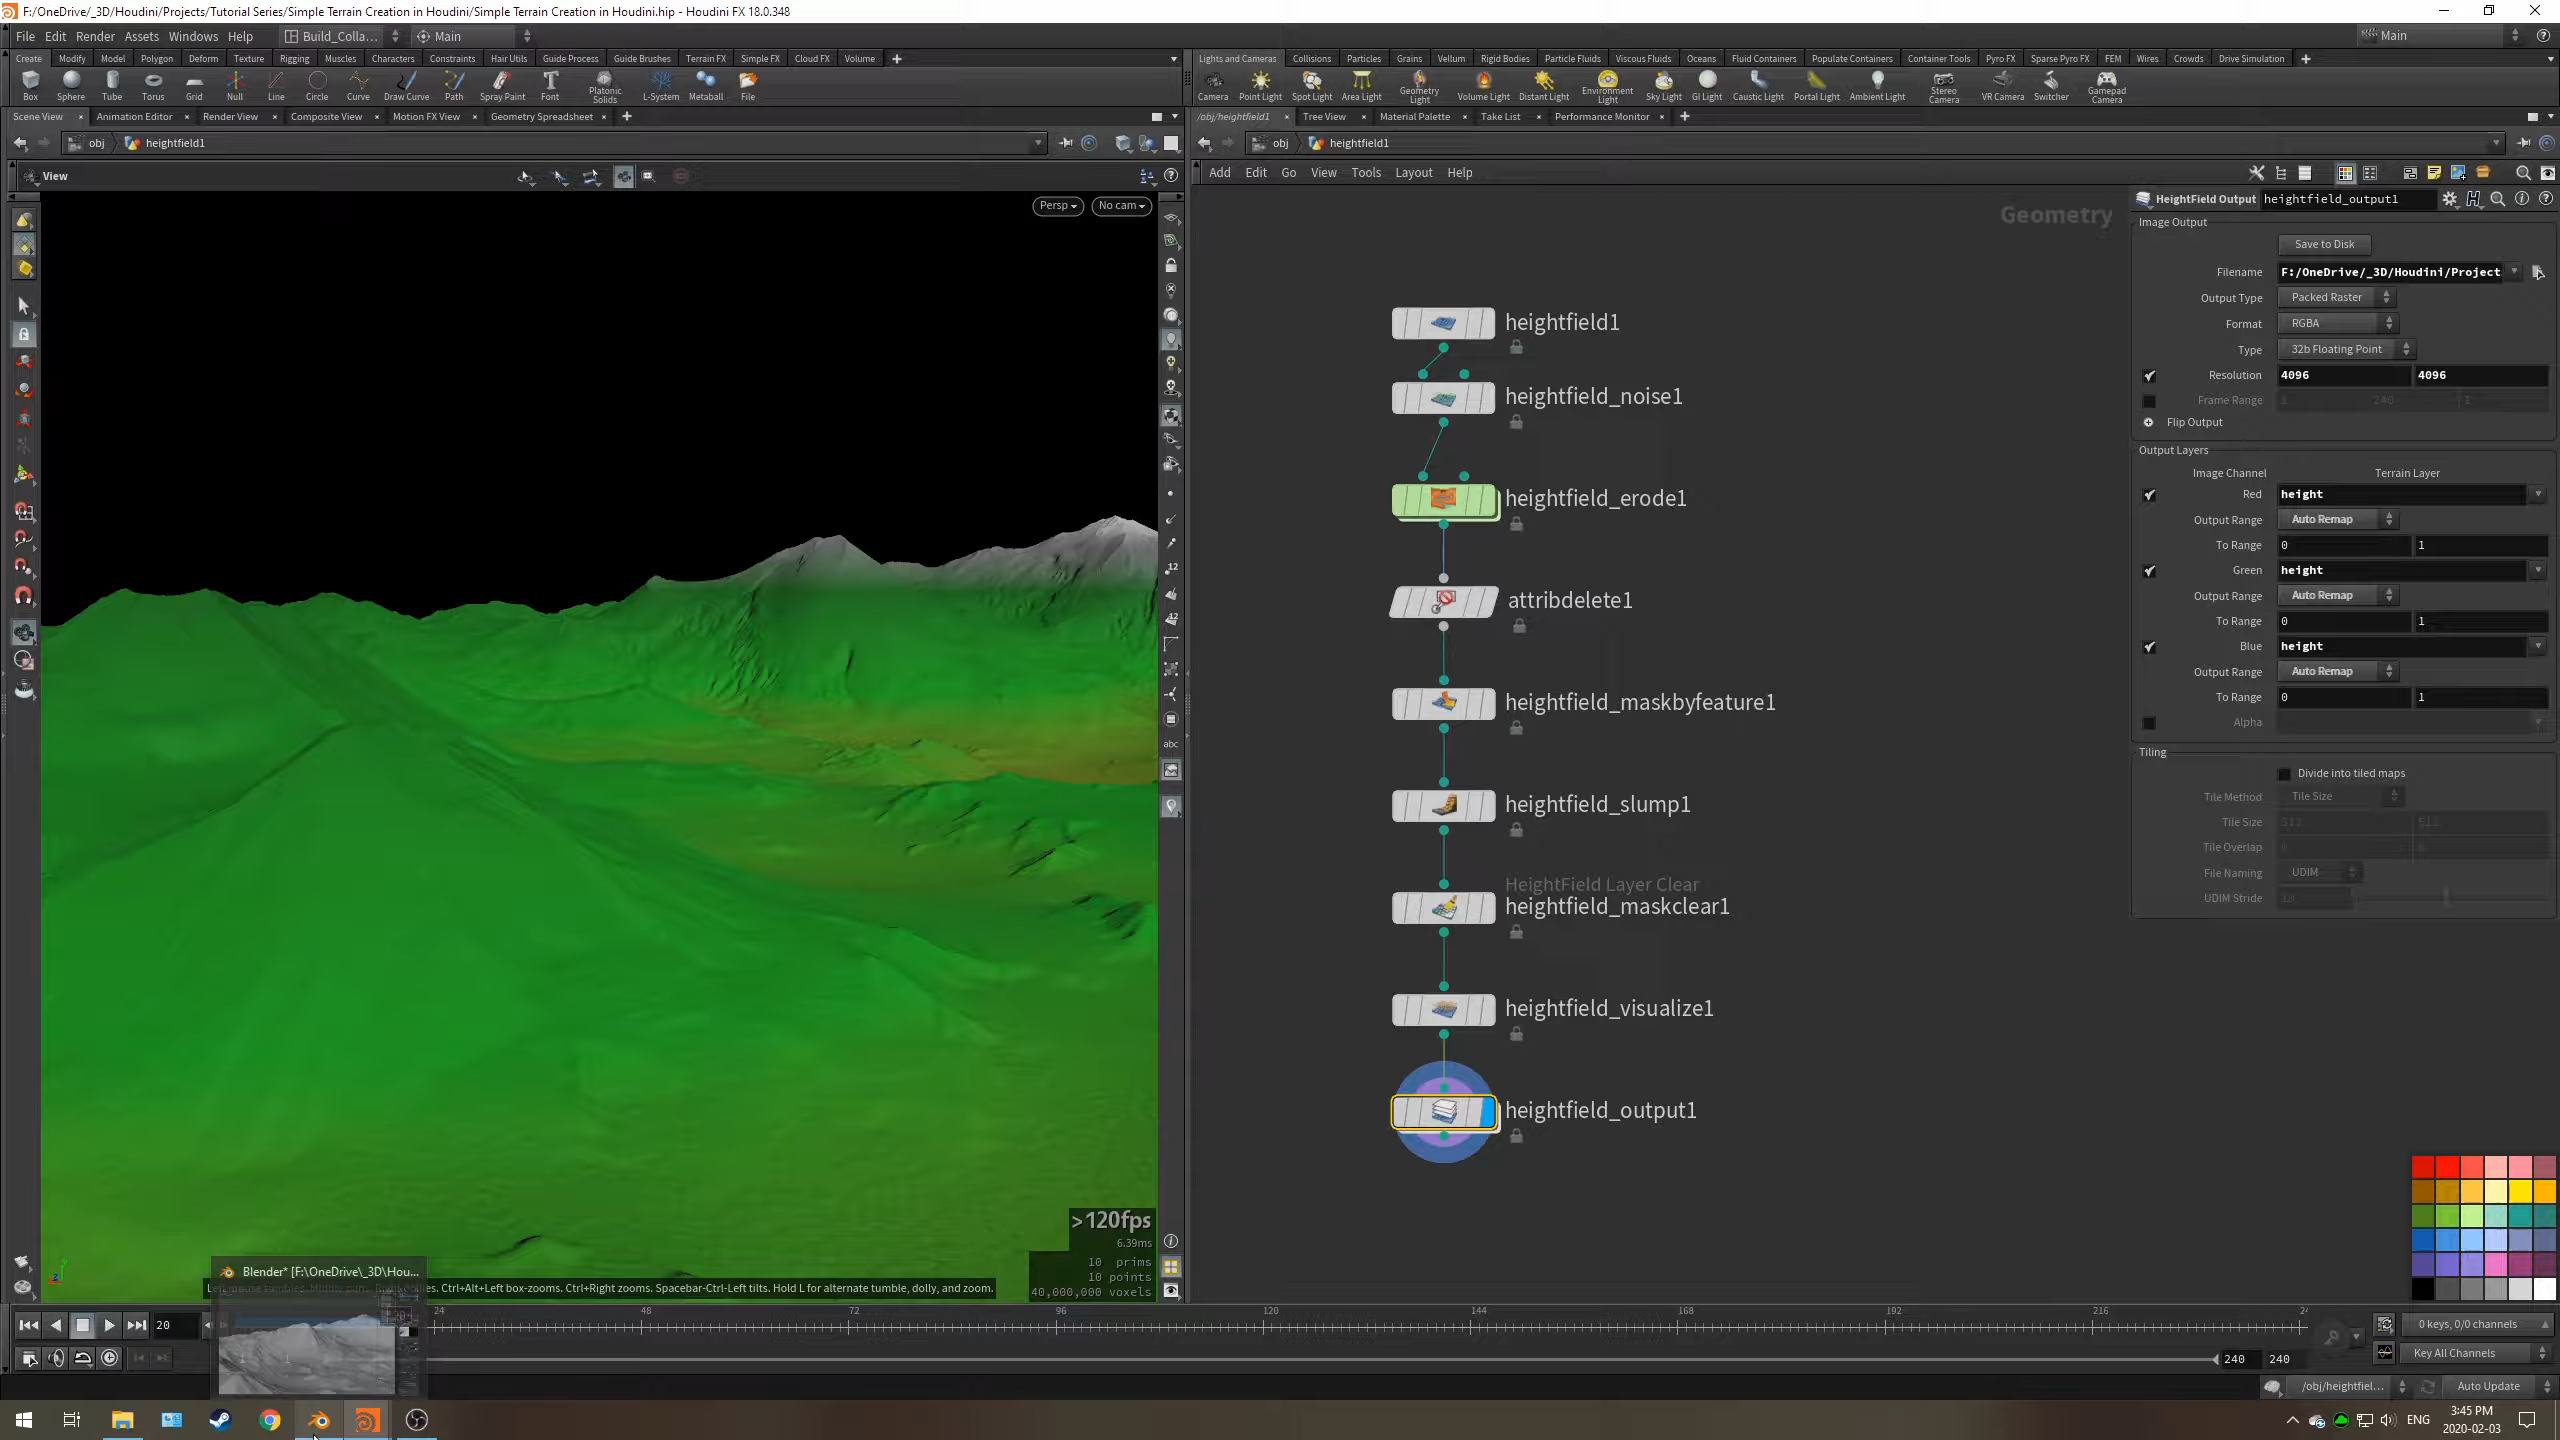 F:/OneDrive/_3D/Houdini/Projects/Tutorial Series/Simple Terrain Creation in Houdini/Simple Terrain Creation in Houdini.hip - Houdini FX 18.0.348
File Edit Render Assets Windows Help Build_Colla... Main Main
Create Modify Model Polygon Deform Texture Rigging Muscles Characters Constraints Hair Utils Guide Process Guide Brushes Terrain FX Simple FX Cloud FX Volume
Lights and Cameras Collisions Particles Grains Vellum Rigid Bodies Particle Fluids Viscous Fluids Oceans Fluid Containers Populate Containers Container Tools Pyro FX Sparse Pyro FX FEM Wires Crowds Drive Simulation
Box Sphere Tube Torus Grid Null Line Circle Curve Draw Curve Path Spray Paint Font Platonic Solids L-System Metaball File
Camera Point Light Spot Light Area Light Geometry Light Volume Light Distant Light Environment Light Sky Light GI Light Caustic Light Portal Light Ambient Light Stereo Camera VR Camera Switcher Gamepad Camera
Scene View Animation Editor Render View Composite View Motion FX View Geometry Spreadsheet
/obj/heightfield1 Tree View Material Palette Take List Performance Monitor
obj heightfield1
obj heightfield1
View
Add Edit Go View Tools Layout Help
Persp No cam
Geometry
HeightField Output heightfield_output1
Image Output
Save to Disk
Filename F:/OneDrive/_3D/Houdini/Project
Output Type Packed Raster
Format RGBA
Type 32b Floating Point
Resolution 4096 4096
Frame Range 1 240 1
Flip Output
Output Layers
Image Channel Terrain Layer
Red height
Output Range Auto Remap
To Range 0 1
Green height
Output Range Auto Remap
To Range 0 1
Blue height
Output Range Auto Remap
To Range 0 1
Alpha
Tiling
Divide into tiled maps
Tile Method Tile Size
Tile Size 512 512
Tile Overlap 0 0
File Naming UDIM
UDIM Stride 10
heightfield1
heightfield_noise1
heightfield_erode1
attribdelete1
heightfield_maskbyfeature1
heightfield_slump1
HeightField Layer Clear
heightfield_maskclear1
heightfield_visualize1
heightfield_output1
12
12
abc
>120fps
6.39ms
10 prims
10 points
40,000,000 voxels
Blender* [F:\OneDrive\_3D\Hou...
Ctrl+Alt+Left box-zooms. Ctrl+Right zooms. Spacebar-Ctrl-Left tilts. Hold L for alternate tumble, dolly, and zoom.
20 24 48 72 96 120 144 168 192 216
0 keys, 0/0 channels
240 240 Key All Channels
/obj/heightfiel... Auto Update
ENG 3:45 PM
2020-02-03